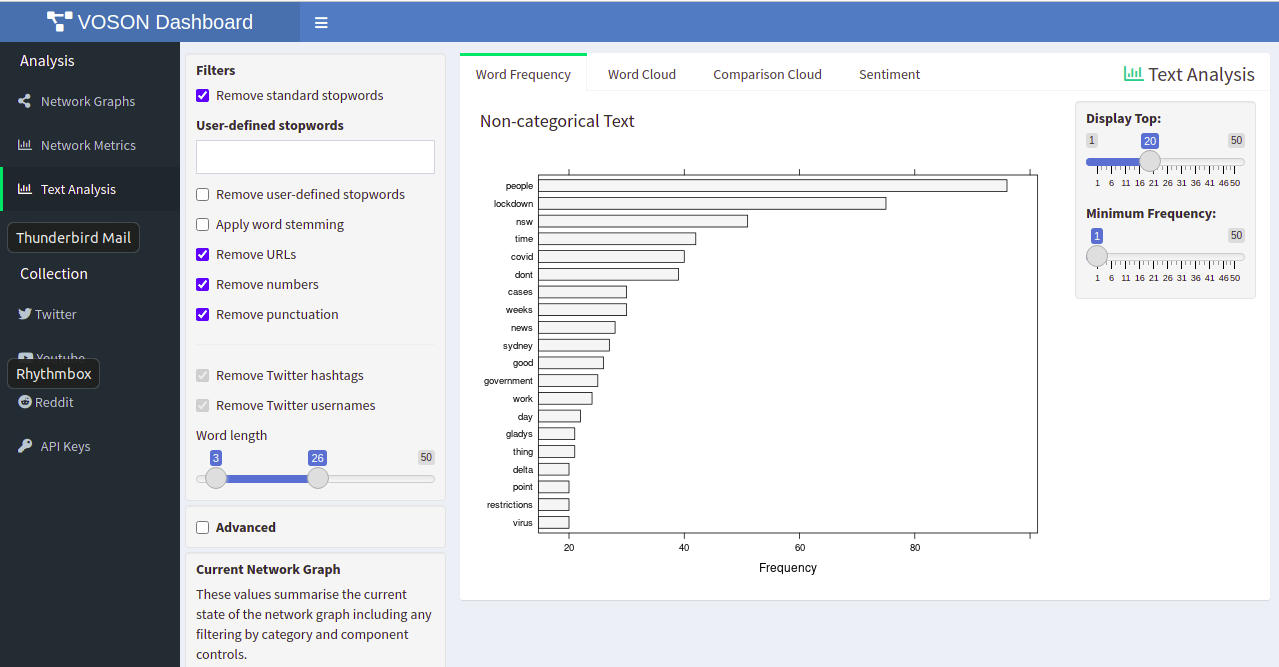 VOSON Dashboard
Analysis
Network Graphs
Network Metrics
Text Analysis
Thunderbird Mail
Collection
Twitter
Youtube
Rhythmbox
Reddit
API Keys
Filters
Remove standard stopwords
User-defined stopwords
Remove user-defined stopwords
Apply word stemming
Remove URLs
Remove numbers
Remove punctuation
Remove Twitter hashtags
Remove Twitter usernames
Word length
3 26 50
Advanced
Current Network Graph
These values summarise the current
state of the network graph including any
filtering by category and component
controls.
Word Frequency Word Cloud Comparison Cloud Sentiment
Text Analysis
Non-categorical Text
people
lockdown
nsw
time
covid
dont
cases
weeks
news
sydney
good
government
work
day
gladys
thing
delta
point
restrictions
virus
20 40 60 80
Frequency
Display Top:
1 20 50
1 6 11 16 21 26 31 36 41 46 50
Minimum Frequency:
1 50
1 6 11 16 21 26 31 36 41 46 50